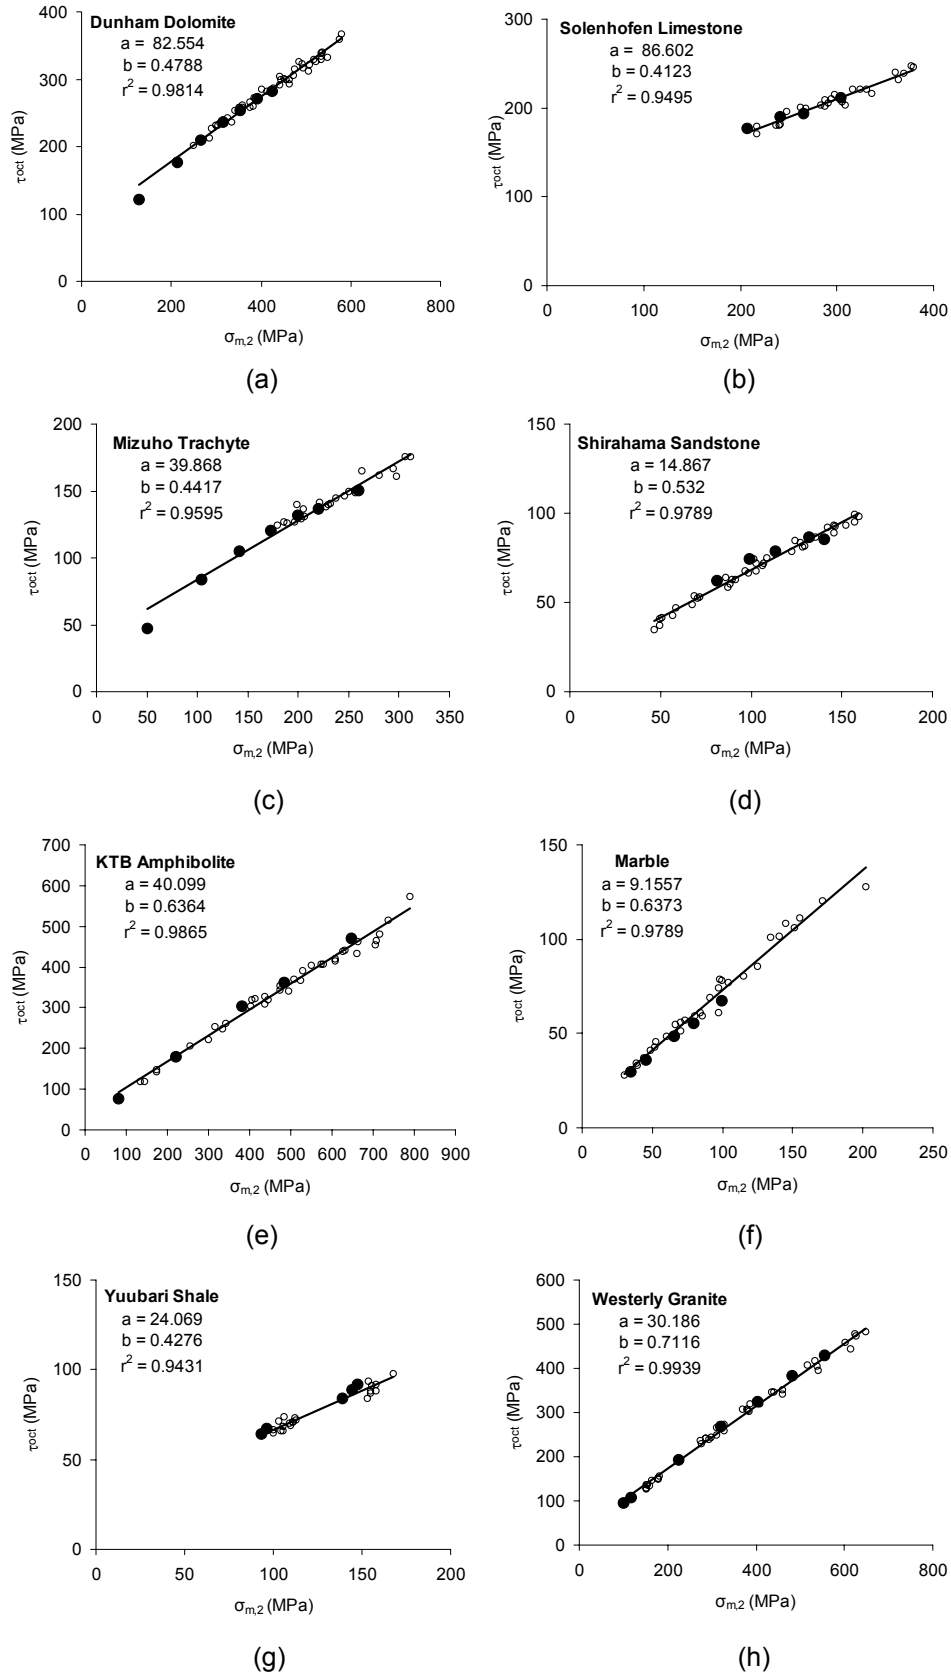 Dunham Dolomite
a = 82.554
b = 0.4788
r² = 0.9814
400
300
200
100
0
τoct (MPa)
0 200 400 600 800
σm,2 (MPa)
(a)
Solenhofen Limestone
a = 86.602
b = 0.4123
r² = 0.9495
300
200
100
0
τoct (MPa)
0 100 200 300 400
σm,2 (MPa)
(b)
Mizuho Trachyte
a = 39.868
b = 0.4417
r² = 0.9595
200
150
100
50
0
τoct (MPa)
0 50 100 150 200 250 300 350
σm,2 (MPa)
(c)
Shirahama Sandstone
a = 14.867
b = 0.532
r² = 0.9789
150
100
50
0
τoct (MPa)
0 50 100 150 200
σm,2 (MPa)
(d)
KTB Amphibolite
a = 40.099
b = 0.6364
r² = 0.9865
700
600
500
400
300
200
100
0
τoct (MPa)
0 100 200 300 400 500 600 700 800 900
σm,2 (MPa)
(e)
Marble
a = 9.1557
b = 0.6373
r² = 0.9789
150
100
50
0
τoct (MPa)
0 50 100 150 200 250
σm,2 (MPa)
(f)
Yuubari Shale
a = 24.069
b = 0.4276
r² = 0.9431
150
100
50
0
τoct (MPa)
0 50 100 150 200
σm,2 (MPa)
(g)
Westerly Granite
a = 30.186
b = 0.7116
r² = 0.9939
600
500
400
300
200
100
0
τoct (MPa)
0 200 400 600 800
σm,2 (MPa)
(h)